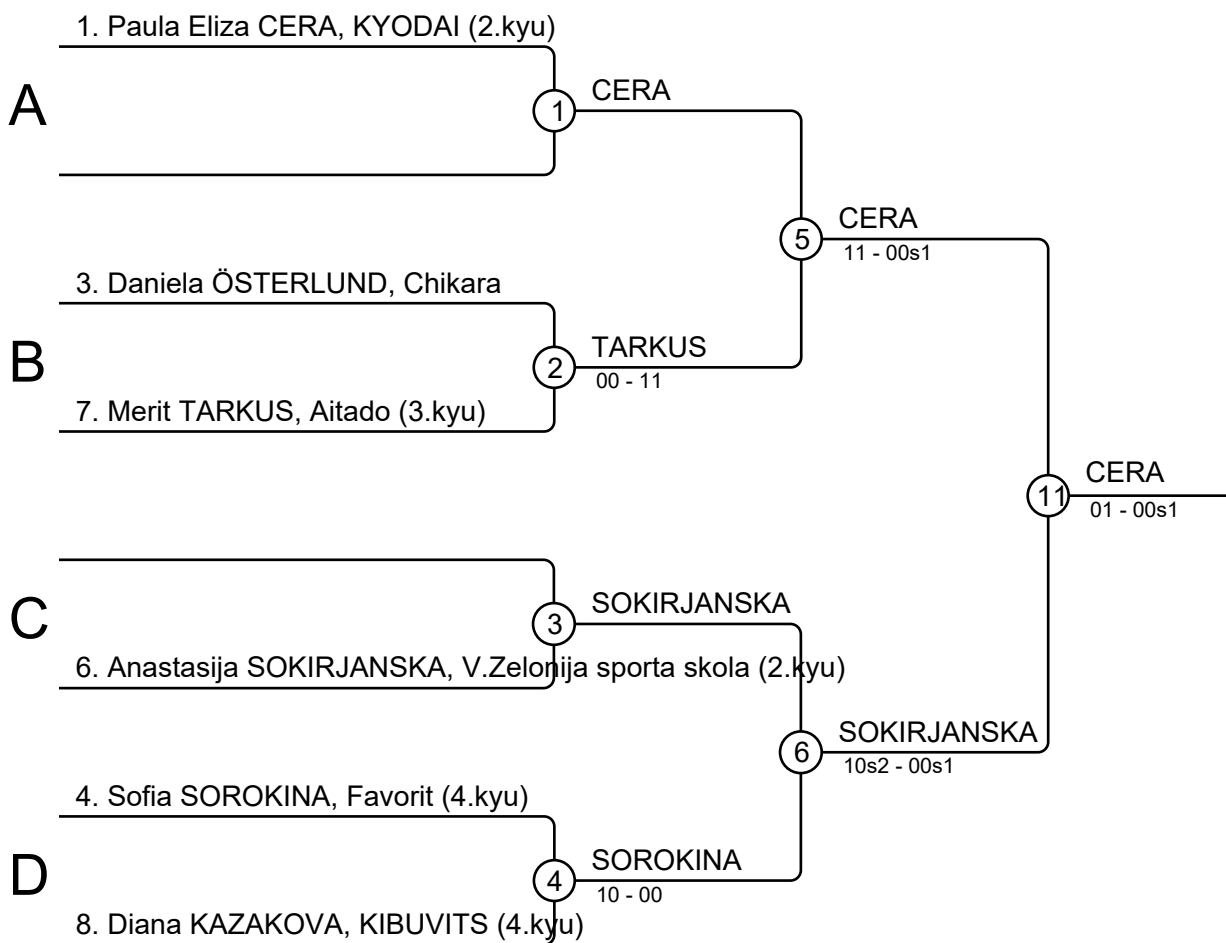 1. Paula Eliza CERA, KYODAI (2.kyu)
A
1
CERA
5
CERA
11 - 00s1
3. Daniela ÖSTERLUND, Chikara
B
2
TARKUS
00 - 11
7. Merit TARKUS, Aitado (3.kyu)
11
CERA
01 - 00s1
C
3
SOKIRJANSKA
6. Anastasija SOKIRJANSKA, V.Zelonija sporta skola (2.kyu)
6
SOKIRJANSKA
10s2 - 00s1
4. Sofia SOROKINA, Favorit (4.kyu)
D
4
SOROKINA
10 - 00
8. Diana KAZAKOVA, KIBUVITS (4.kyu)